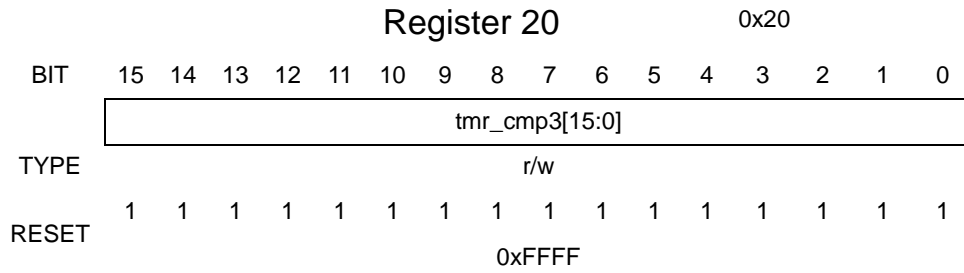 Register 20 0x20
BIT 15 14 13 12 11 10 9 8 7 6 5 4 3 2 1 0
tmr_cmp3[15:0]
TYPE r/w
1 1 1 1 1 1 1 1 1 1 1 1 1 1 1 1
RESET
0xFFFF